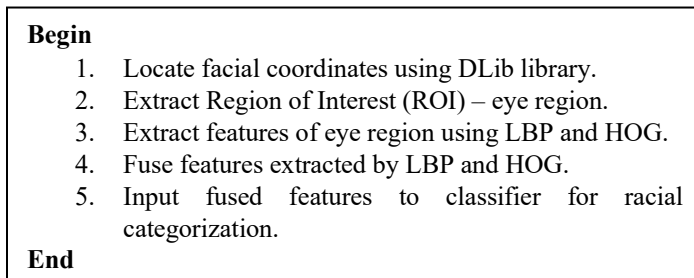 Begin
1. Locate facial coordinates using DLib library.
2. Extract Region of Interest (ROI) – eye region.
3. Extract features of eye region using LBP and HOG.
4. Fuse features extracted by LBP and HOG.
5. Input fused features to classifier for racial
categorization.
End